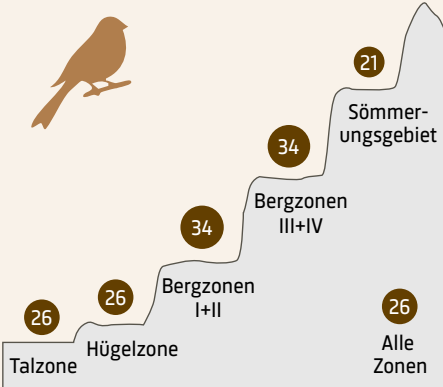 21
Sömmer-
ungsgebiet
34
Bergzonen
III+IV
34
Bergzonen
I+II
26
Hügelzone
26
Talzone
26
Alle
Zonen